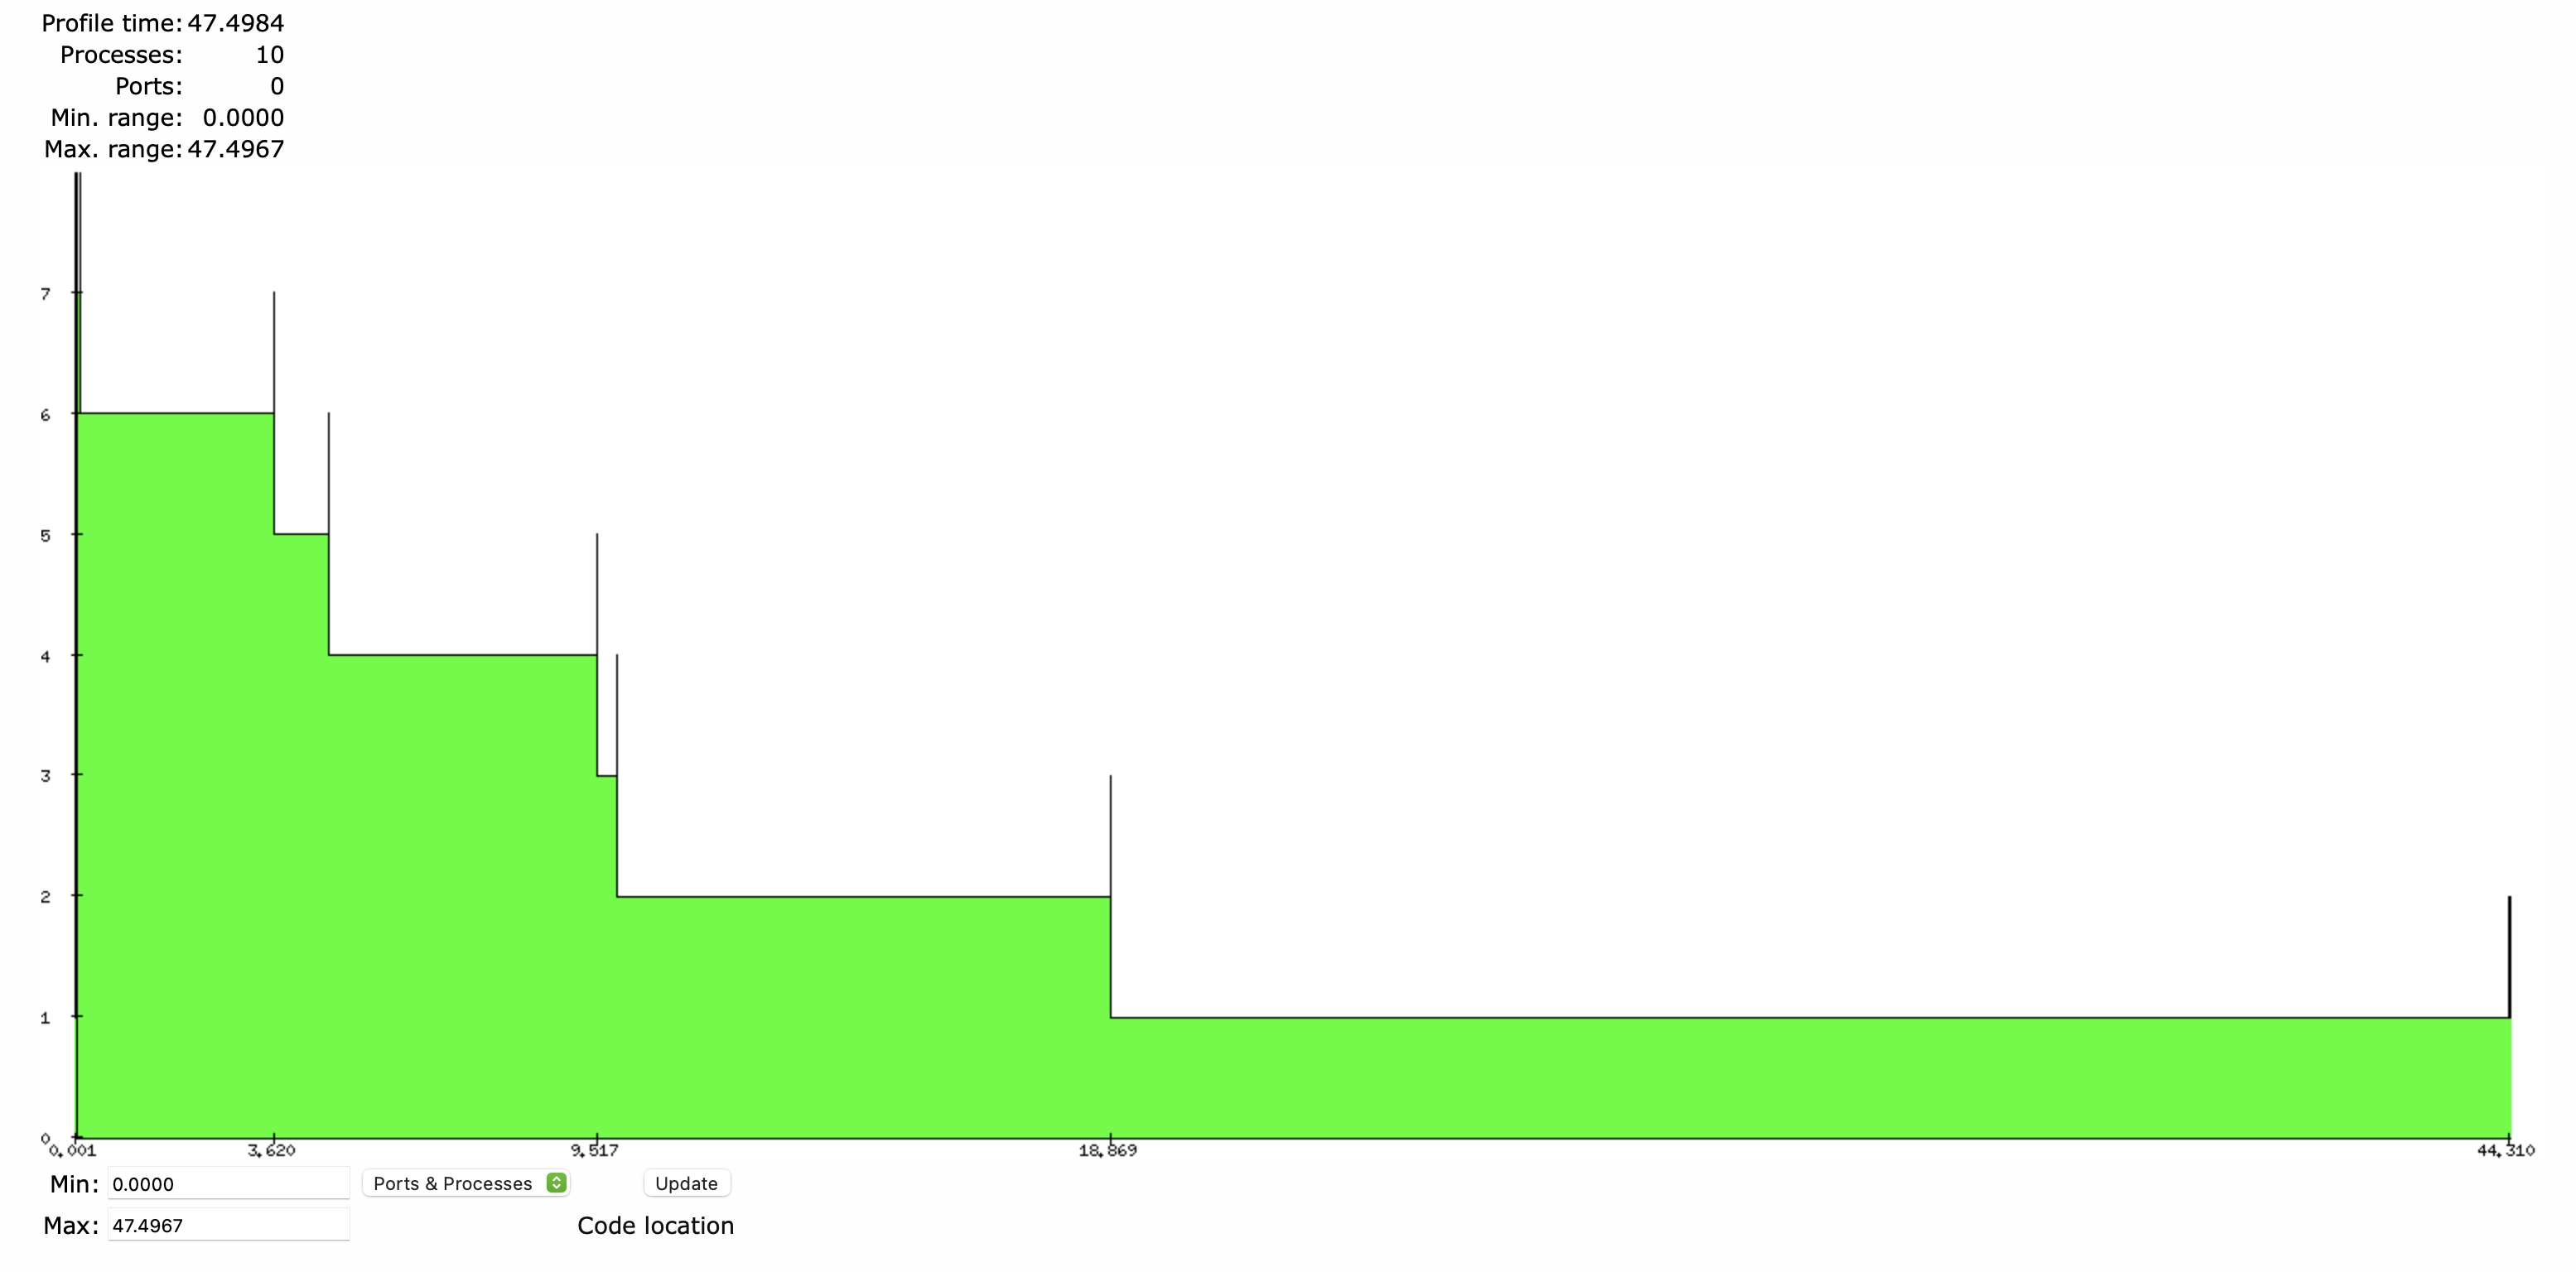 Profile time: 47.4984
Processes: 10
Ports: 0
Min. range: 0.0000
Max. range: 47.4967
7
6
5
4
3
2
1
0
0.001 3.620 9.517 18.869 44.310
Min: 0.0000 Ports & Processes Update
Max: 47.4967 Code location